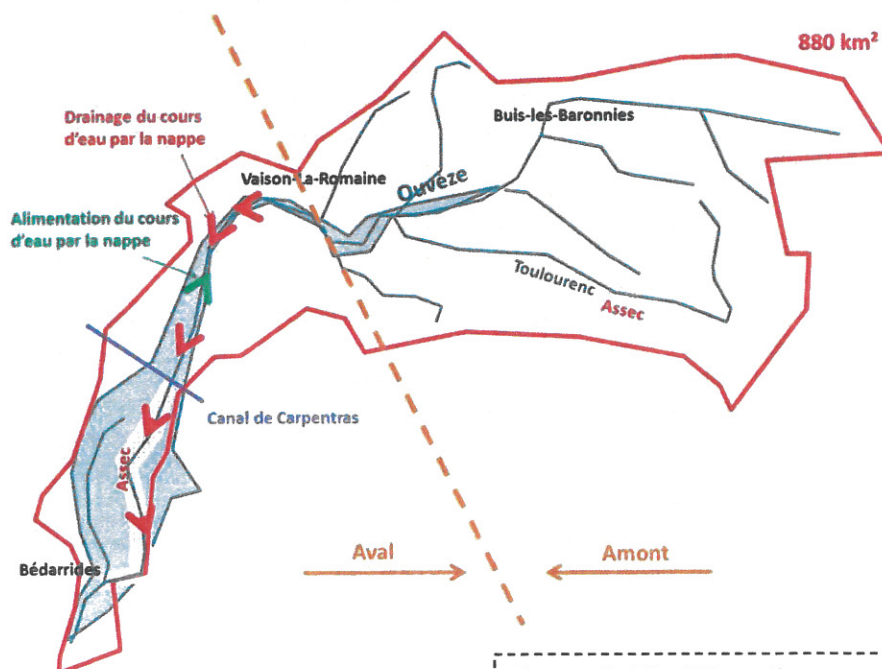 880 km²
Drainage du cours
d'eau par la nappe
Buis-les-Baronnies
Vaison-La-Romaine
Ouvèze
Alimentation du cours
d'eau par la nappe
Toulourenc
Assec
Canal de Carpentras
Assec
Aval
Amont
Bédarrides